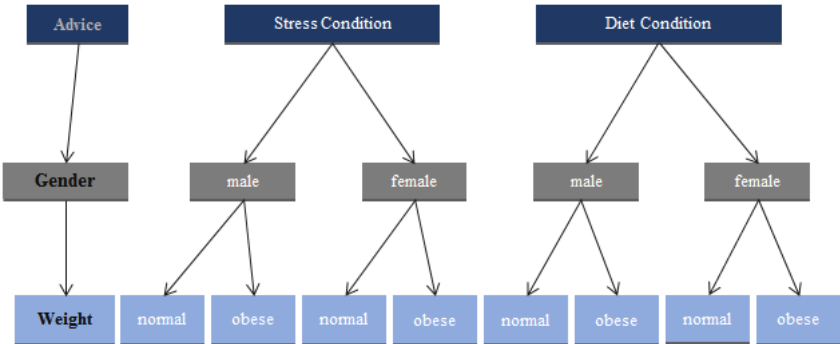 Advice Stress Condition Diet Condition
Gender male female male female
Weight normal obese normal obese normal obese normal obese